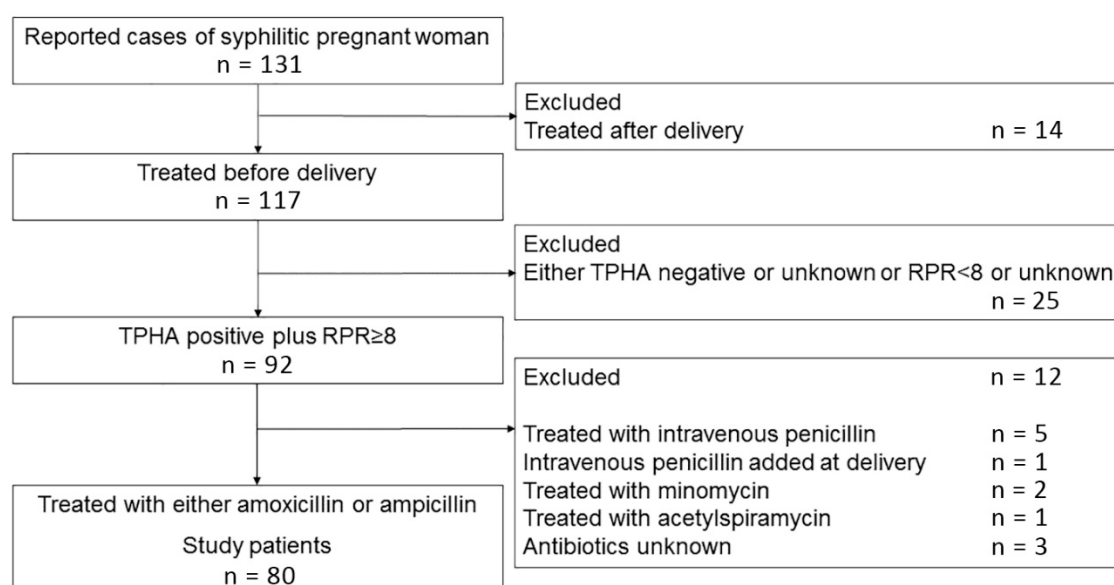 Reported cases of syphilitic pregnant woman
n = 131
Excluded
Treated after delivery n = 14
Treated before delivery
n = 117
Excluded
Either TPHA negative or unknown or RPR<8 or unknown
n = 25
TPHA positive plus RPR≥8
n = 92
Excluded n = 12
Treated with intravenous penicillin n = 5
Intravenous penicillin added at delivery n = 1
Treated with minomycin n = 2
Treated with acetylspiramycin n = 1
Antibiotics unknown n = 3
Treated with either amoxicillin or ampicillin
Study patients
n = 80